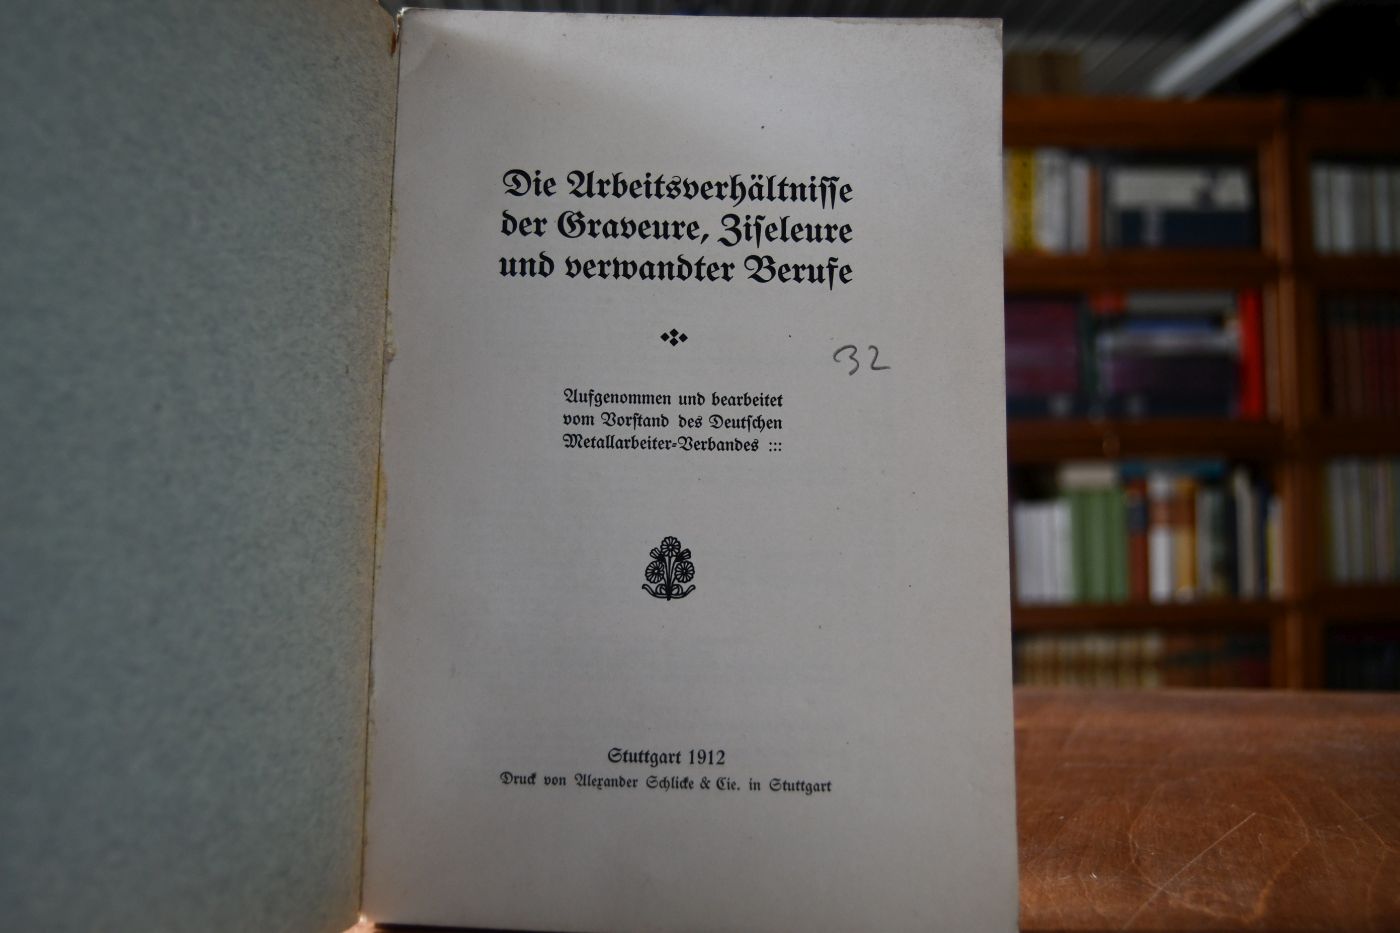 Die Arbeitsverhältniſſe
der Graveure, Ziſeleure
und verwandter Berufe
32
Aufgenommen und bearbeitet
vom Vorſtand des Deutſchen
Metallarbeiter-Verbandes :::
Stuttgart 1912
Druck von Alexander Schlicke & Cie. in Stuttgart